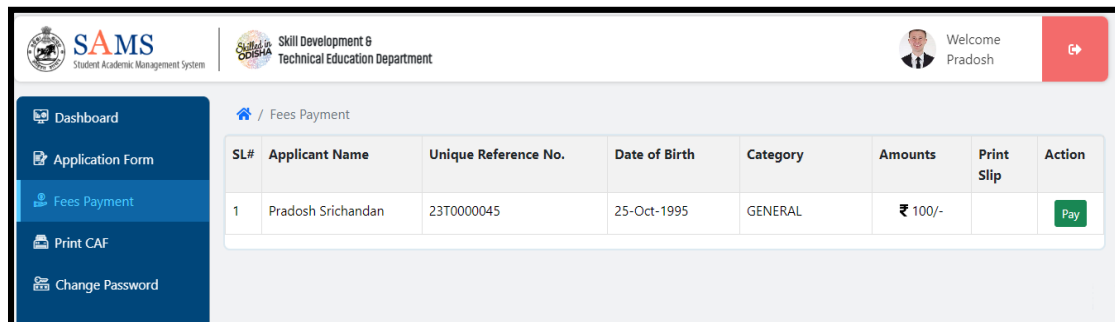 SAMS
Student Academic Management System
Skilled in
ODISHA
Skill Development &
Technical Education Department
Welcome
Pradosh
Dashboard
Application Form
Fees Payment
Print CAF
Change Password
/ Fees Payment
SL# Applicant Name Unique Reference No. Date of Birth Category Amounts Print Slip Action
1 Pradosh Srichandan 23T0000045 25-Oct-1995 GENERAL ₹ 100/- Pay